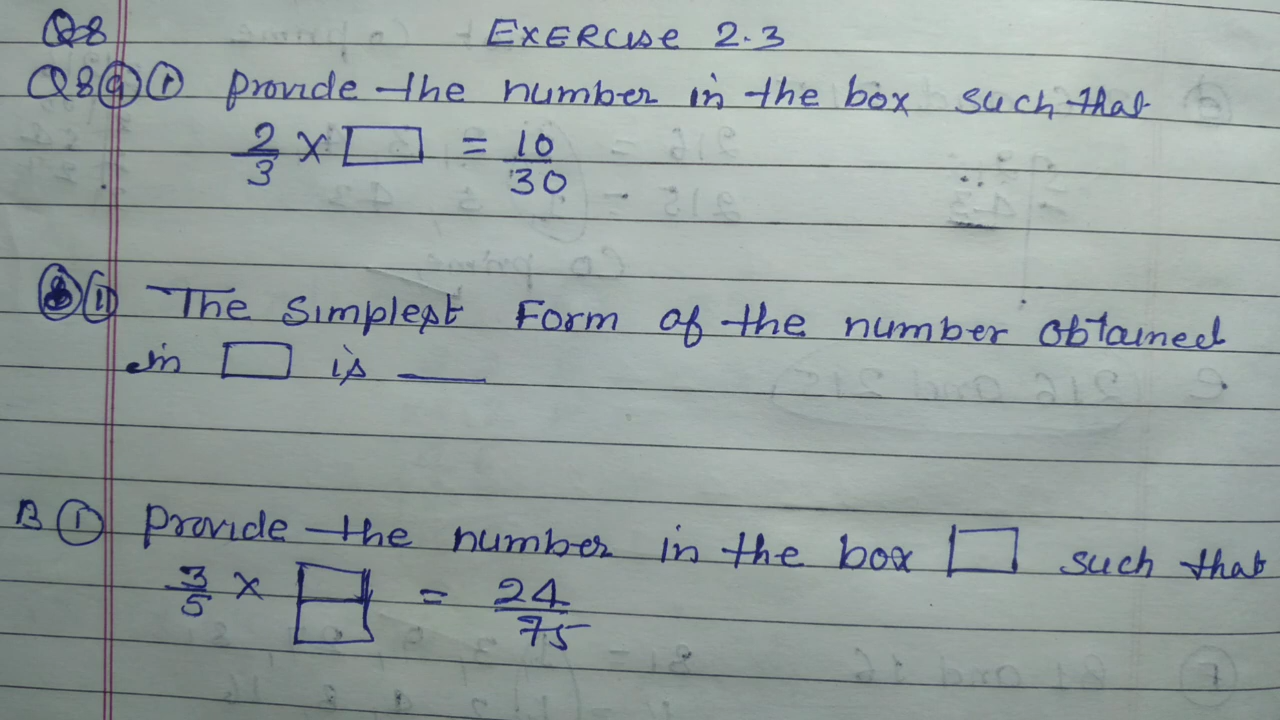 Q8 Exercise 2.3
Q8 (a) (i) provide the number in the box such that
2/3 × □ = 10/30
(ii) The simplest Form of the number obtained
in □ is ___
B (i) provide the number in the box □ such that
3/5 × □/□ = 24/75